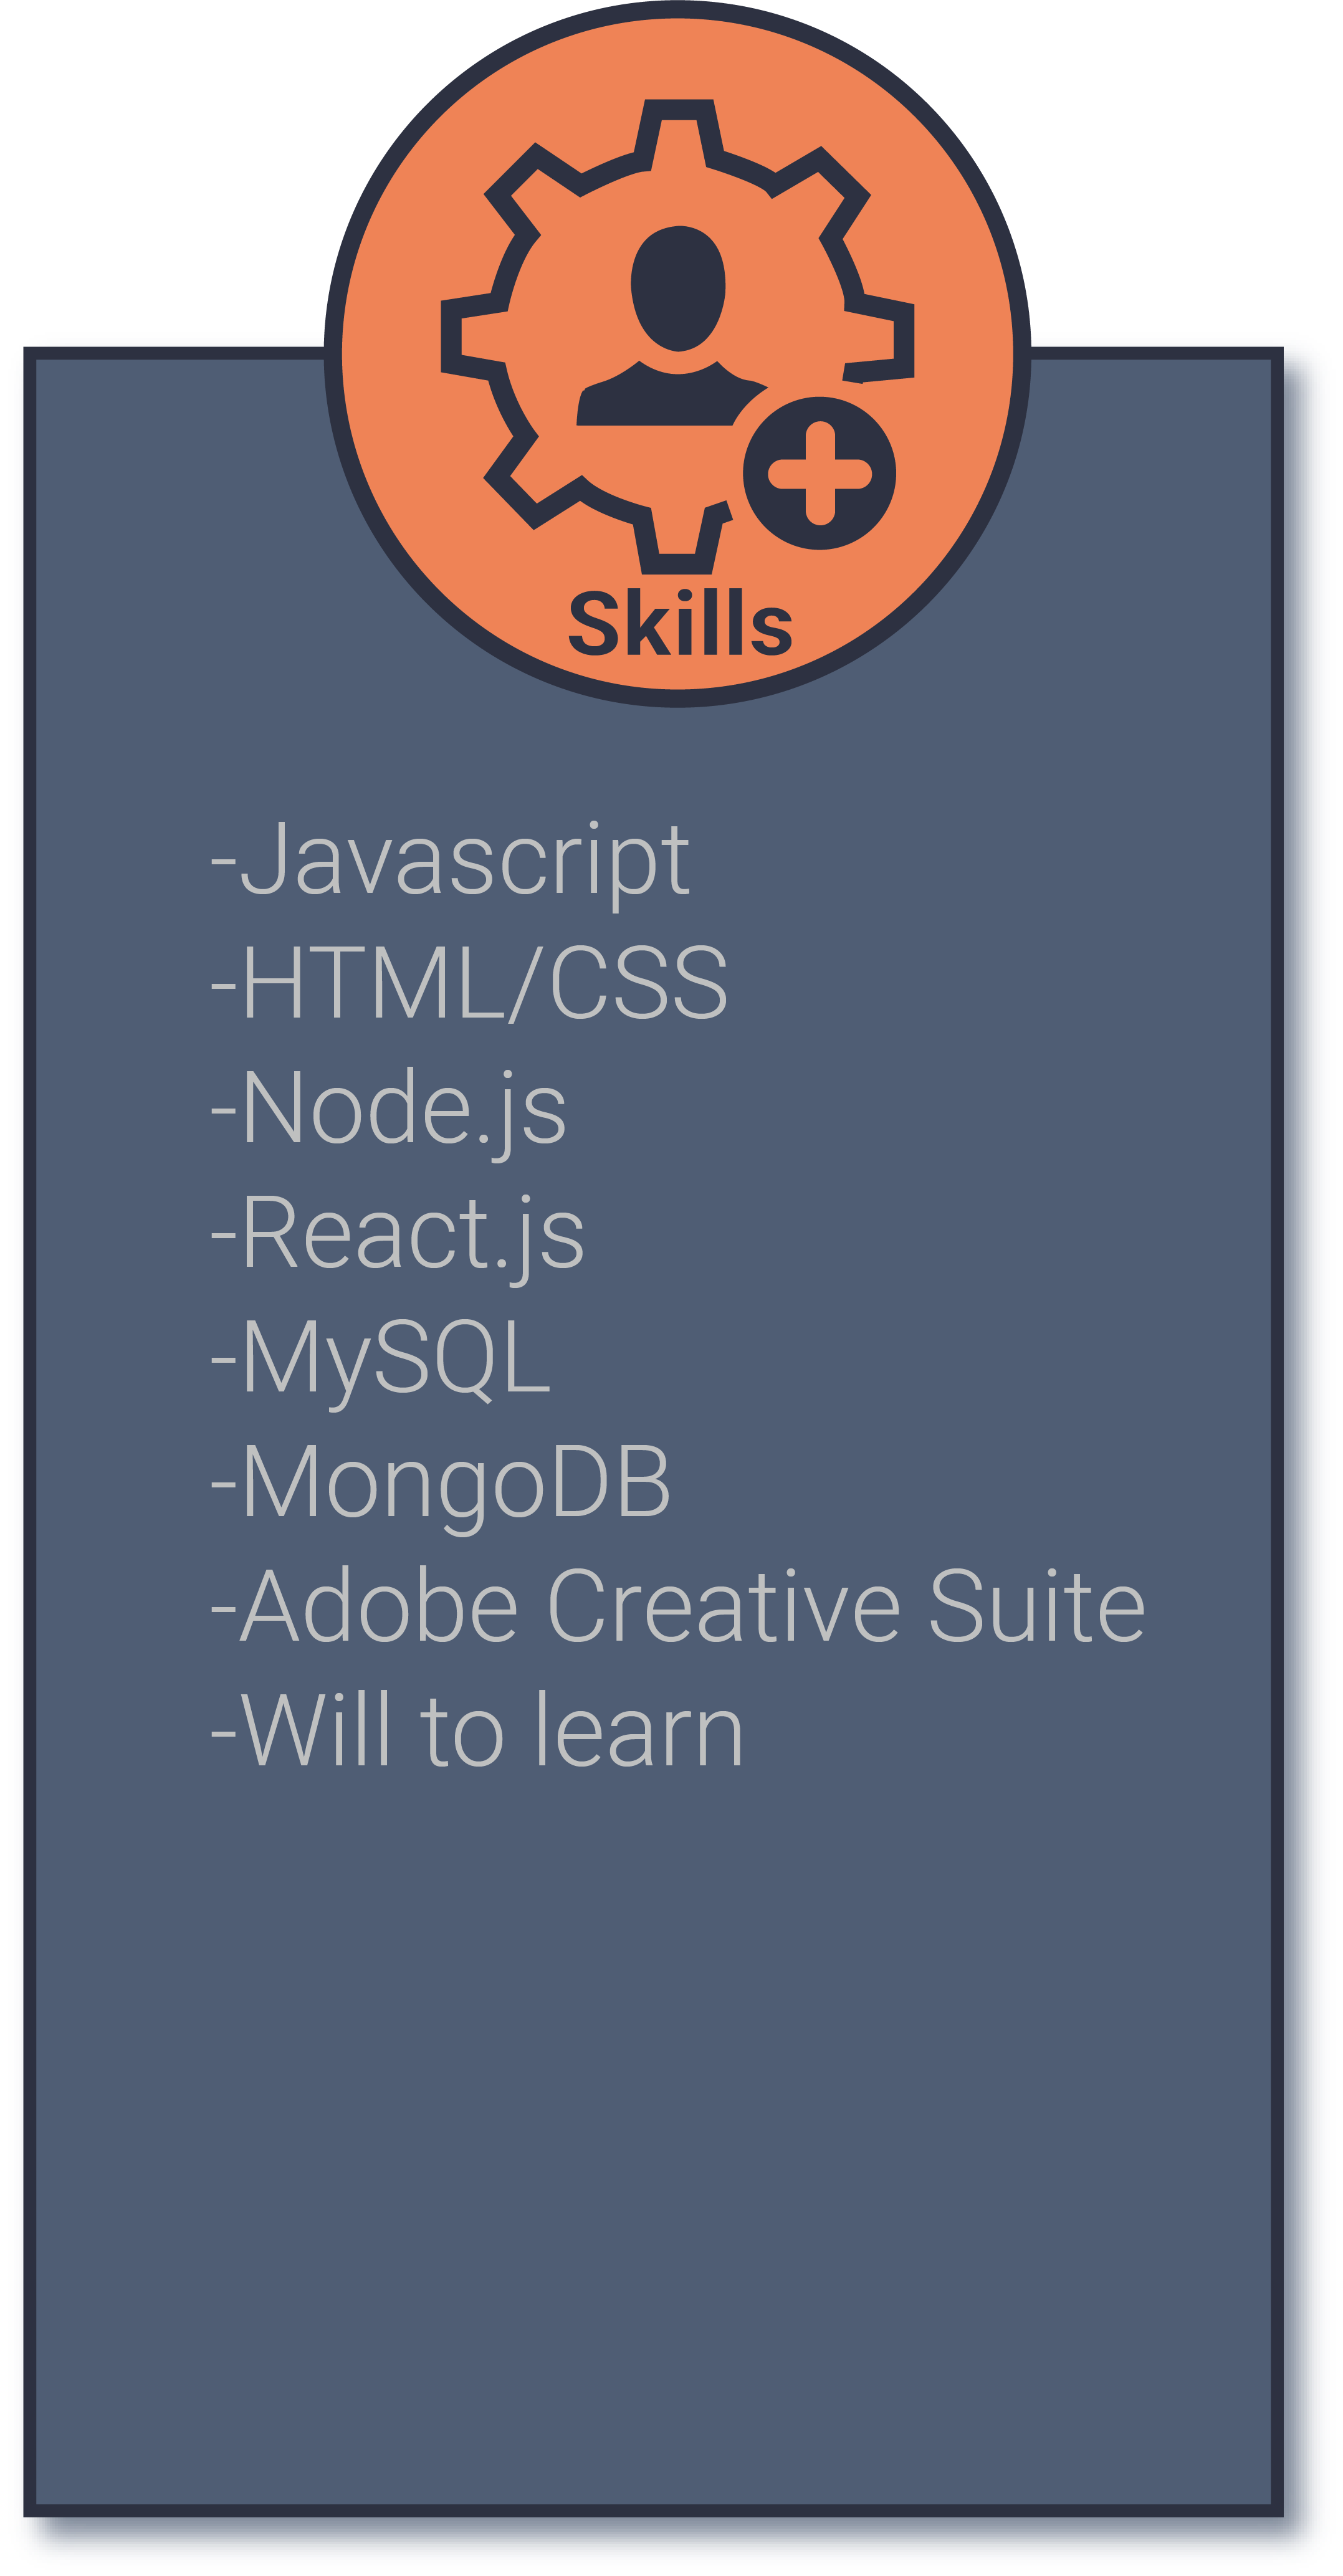 Skills
-Javascript
-HTML/CSS
-Node.js
-React.js
-MySQL
-MongoDB
-Adobe Creative Suite
-Will to learn